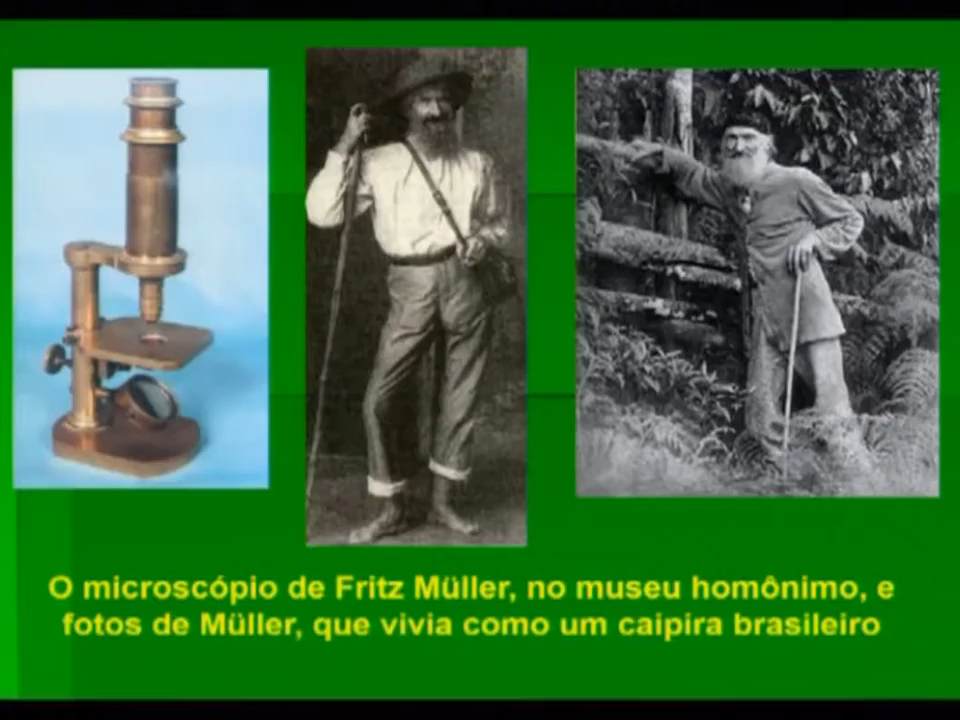 O microscópio de Fritz Müller, no museu homônimo, e
fotos de Müller, que vivia como um caipira brasileiro